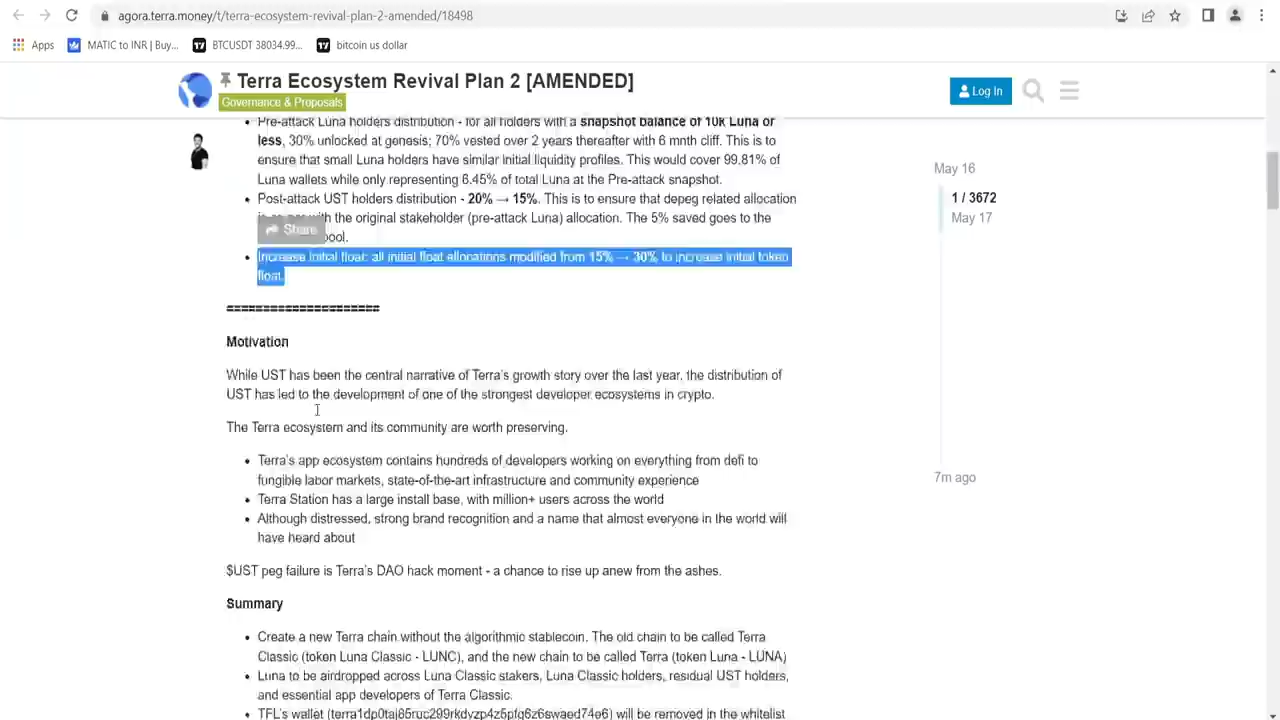 agora.terra.money/t/terra-ecosystem-revival-plan-2-amended/18498
Apps MATIC to INR | Buy... BTCUSDT 38034.99... bitcoin us dollar
Terra Ecosystem Revival Plan 2 [AMENDED]
Governance & Proposals
Log In
Pre-attack Luna holders distribution - for all holders with a snapshot balance of 10k Luna or
less, 30% unlocked at genesis; 70% vested over 2 years thereafter with 6 mnth cliff. This is to
ensure that small Luna holders have similar initial liquidity profiles. This would cover 99.81% of
Luna wallets while only representing 6.45% of total Luna at the Pre-attack snapshot.
Post-attack UST holders distribution - 20% → 15%. This is to ensure that depeg related allocation
with the original stakeholder (pre-attack Luna) allocation. The 5% saved goes to the
Share
pool.
Increase initial float: all initial float allocations modified from 15% → 30% to increase initial token
float.
====================
May 16
1 / 3672
May 17
7m ago
Motivation
While UST has been the central narrative of Terra's growth story over the last year, the distribution of
UST has led to the development of one of the strongest developer ecosystems in crypto.
The Terra ecosystem and its community are worth preserving.
Terra's app ecosystem contains hundreds of developers working on everything from defi to
fungible labor markets, state-of-the-art infrastructure and community experience
Terra Station has a large install base, with million+ users across the world
Although distressed, strong brand recognition and a name that almost everyone in the world will
have heard about
$UST peg failure is Terra's DAO hack moment - a chance to rise up anew from the ashes.
Summary
Create a new Terra chain without the algorithmic stablecoin. The old chain to be called Terra
Classic (token Luna Classic - LUNC), and the new chain to be called Terra (token Luna - LUNA)
Luna to be airdropped across Luna Classic stakers, Luna Classic holders, residual UST holders,
and essential app developers of Terra Classic.
TFL's wallet will be removed in the whitelist